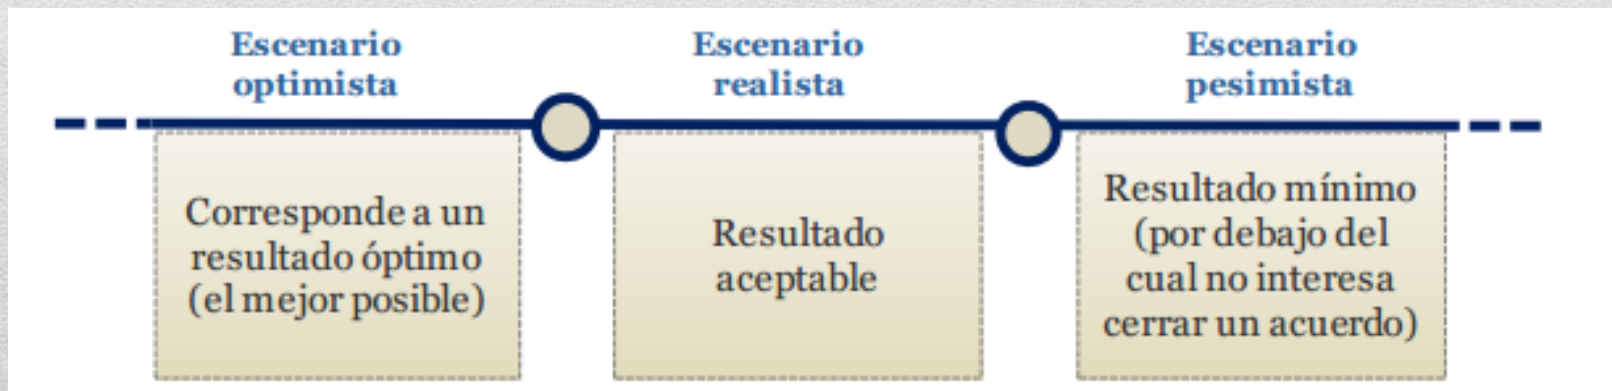 Escenario
optimista
Escenario
realista
Escenario
pesimista
Corresponde a un
resultado óptimo
(el mejor posible)
Resultado
aceptable
Resultado mínimo
(por debajo del
cual no interesa
cerrar un acuerdo)